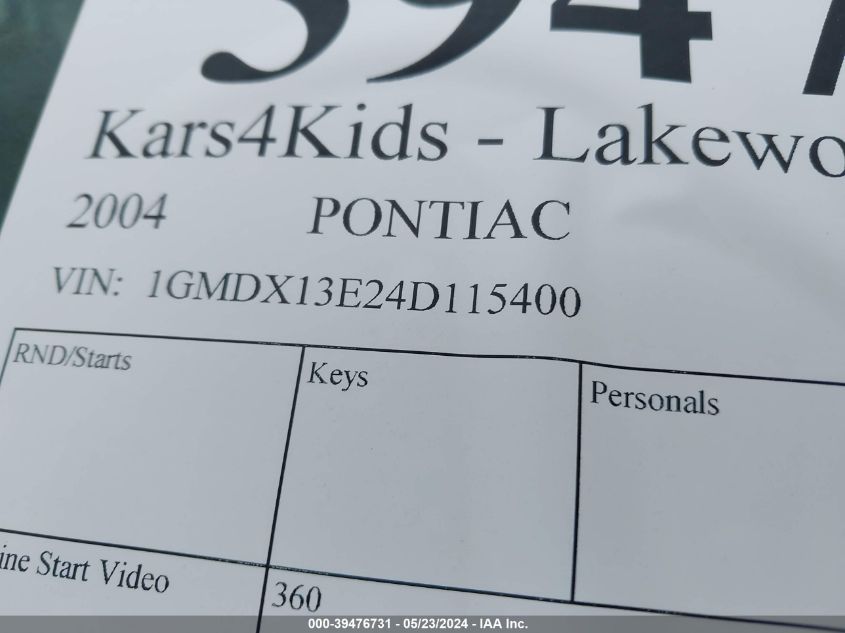 394
Kars4Kids - Lakewo
2004 PONTIAC
VIN: 1GMDX13E24D115400
RND/Starts Keys Personals
ine Start Video 360
000-39476731 - 05/23/2024 - IAA Inc.